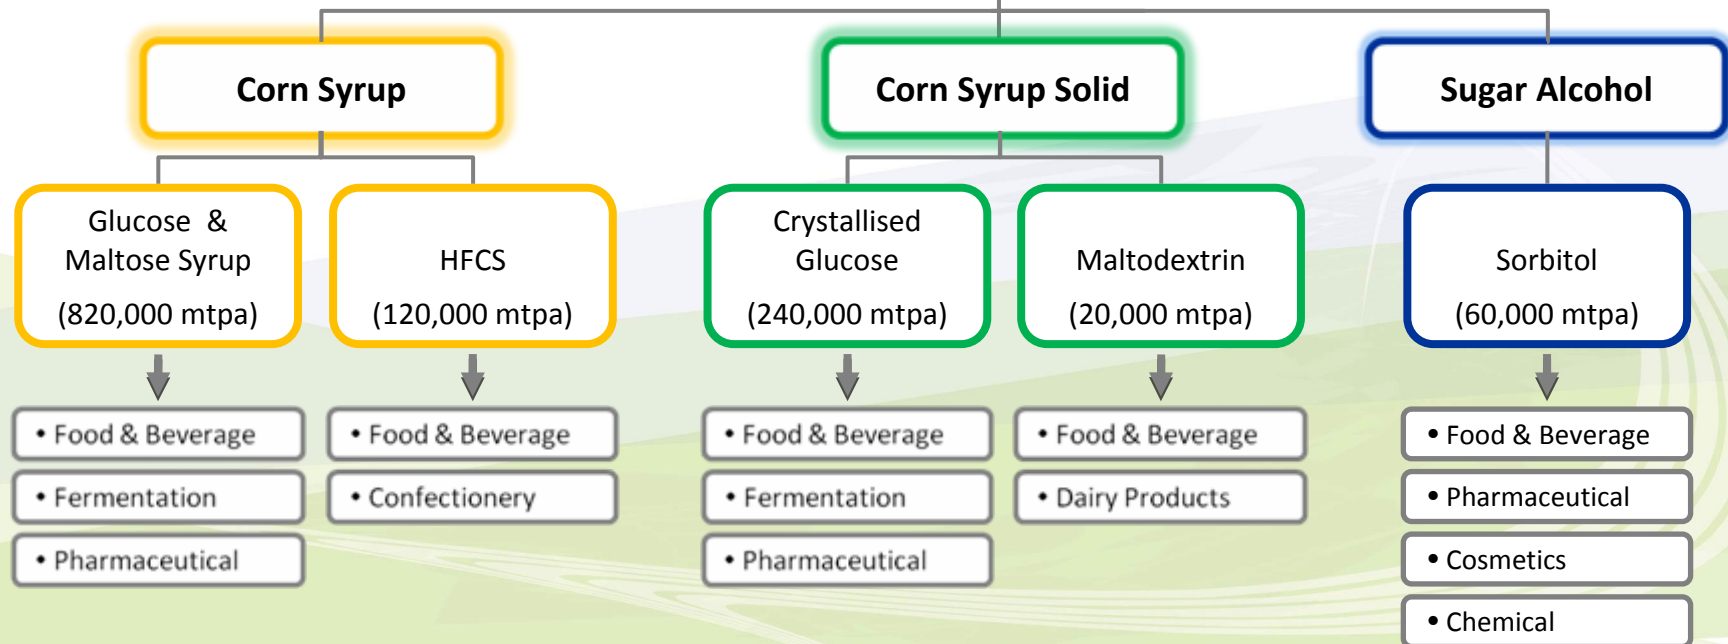 Corn Syrup
Corn Syrup Solid
Sugar Alcohol
Glucose &
Maltose Syrup
(820,000 mtpa)
HFCS
(120,000 mtpa)
Crystallised
Glucose
(240,000 mtpa)
Maltodextrin
(20,000 mtpa)
Sorbitol
(60,000 mtpa)
• Food & Beverage
• Fermentation
• Pharmaceutical
• Food & Beverage
• Confectionery
• Food & Beverage
• Fermentation
• Pharmaceutical
• Food & Beverage
• Dairy Products
• Food & Beverage
• Pharmaceutical
• Cosmetics
• Chemical